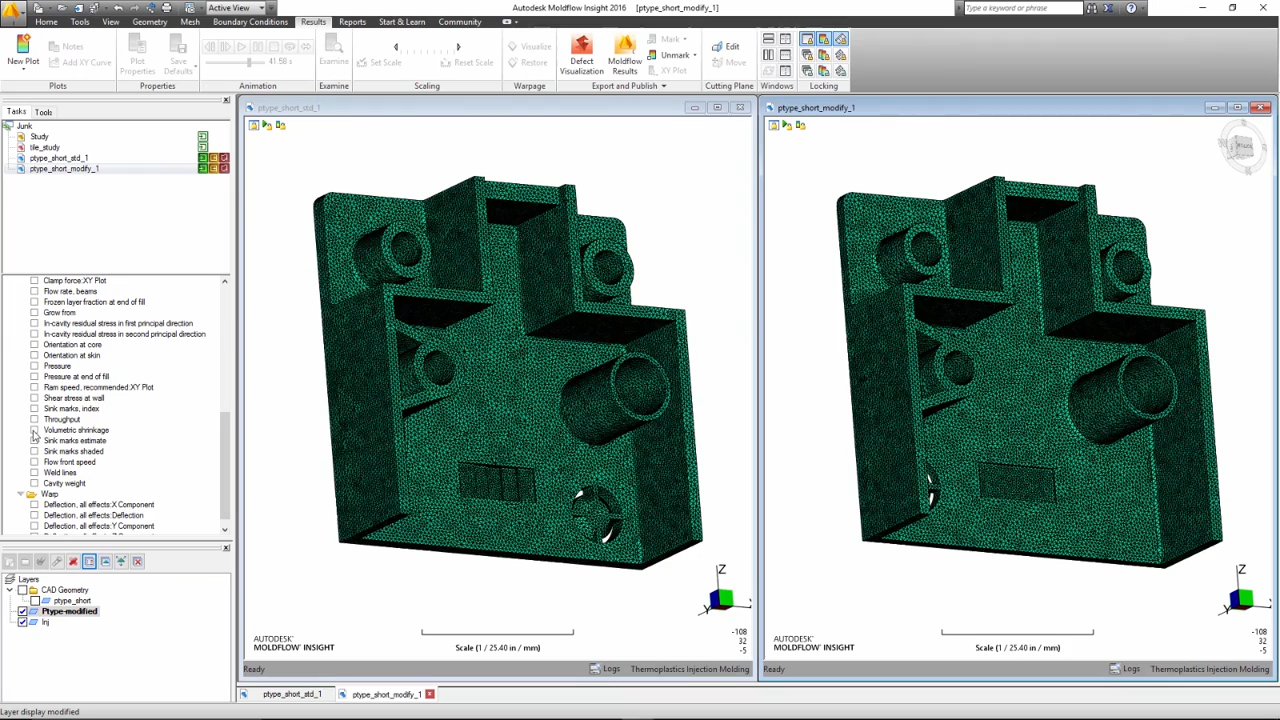 Active View
Autodesk Moldflow Insight 2016 [ptype_short_modify_1]
Type a keyword or phrase
Home
Tools
View
Geometry
Mesh
Boundary Conditions
Results
Reports
Start & Learn
Community
New Plot
Notes
Add XY Curve
Plots
Plot Properties
Save Defaults
Properties
41.58 s
Animation
Examine
Examine
Set Scale
Reset Scale
Scaling
Visualize
Restore
Warpage
Defect Visualization
Moldflow Results
Mark
Unmark
XY Plot
Export and Publish
Edit
Move
Cutting Plane
Windows
Locking
Tasks
Tools
Junk
Study
tile_study
ptype_short_std_1
ptype_short_modify_1
Clamp force:XY Plot
Flow rate, beams
Frozen layer fraction at end of fill
Grow from
In-cavity residual stress in first principal direction
In-cavity residual stress in second principal direction
Orientation at core
Orientation at skin
Pressure
Pressure at end of fill
Ram speed, recommended:XY Plot
Shear stress at wall
Sink marks, index
Throughput
Volumetric shrinkage
Sink marks estimate
Sink marks shaded
Flow front speed
Weld lines
Cavity weight
Warp
Deflection, all effects:X Component
Deflection, all effects:Deflection
Deflection, all effects:Y Component
Layers
CAD Geometry
ptype_short
Ptype-modified
Inj
ptype_short_std_1
Z
Y
AUTODESK
MOLDFLOW INSIGHT
Scale (1 / 25.40 in / mm)
-108
32
-5
Ready
Logs
Thermoplastics Injection Molding
ptype_short_modify_1
Z
Y
AUTODESK
MOLDFLOW INSIGHT
Scale (1 / 25.40 in / mm)
-108
32
-5
Ready
Logs
Thermoplastics Injection Molding
ptype_short_std_1
ptype_short_modify_1
Layer display modified